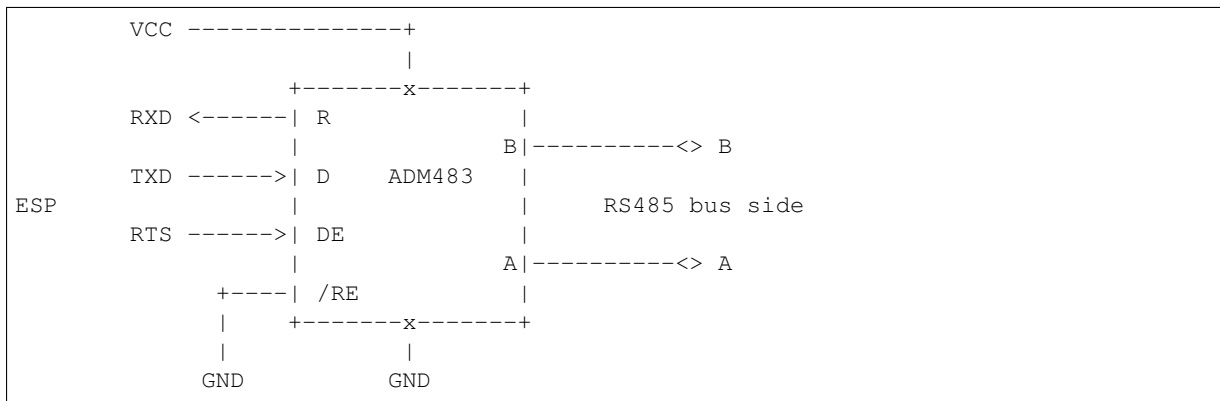 VCC ---------------+
|
+-------x-------+
RXD <------| R |
| B|----------<> B
TXD ------>| D ADM483 |
ESP | | RS485 bus side
RTS ------>| DE |
| A|----------<> A
+----| /RE |
| +-------x-------+
| |
GND GND